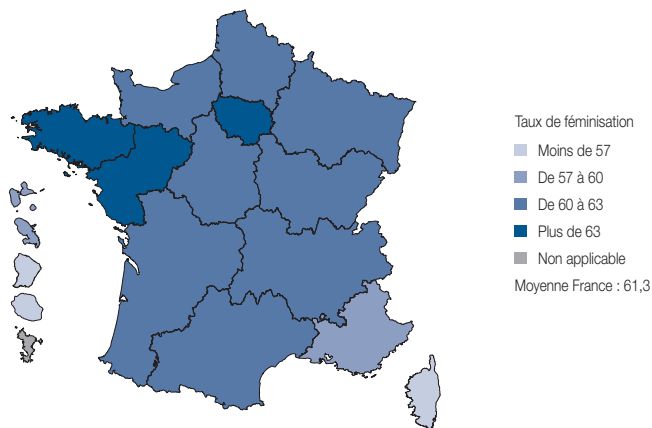 Taux de féminisation
Moins de 57
De 57 à 60
De 60 à 63
Plus de 63
Non applicable
Moyenne France : 61,3